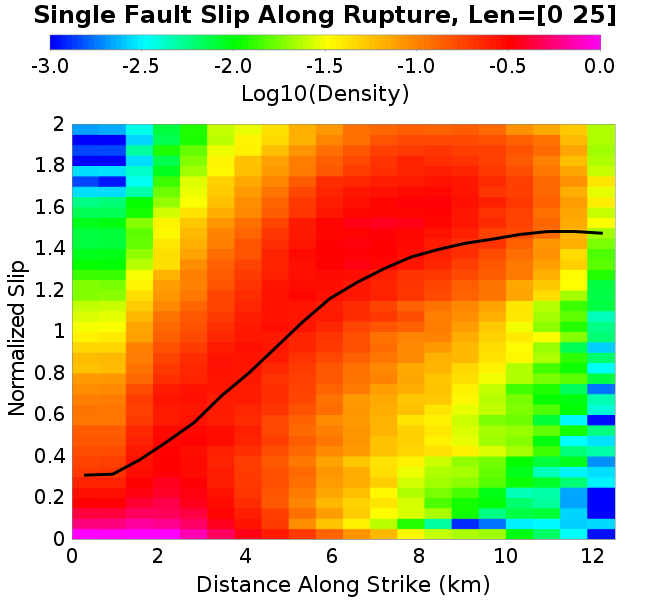 Single Fault Slip Along Rupture, Len=[0 25]
-3.0 -2.5 -2.0 -1.5 -1.0 -0.5 0.0
Log10(Density)
Normalized Slip
2
1.8
1.6
1.4
1.2
1
0.8
0.6
0.4
0.2
0
0 2 4 6 8 10 12
Distance Along Strike (km)